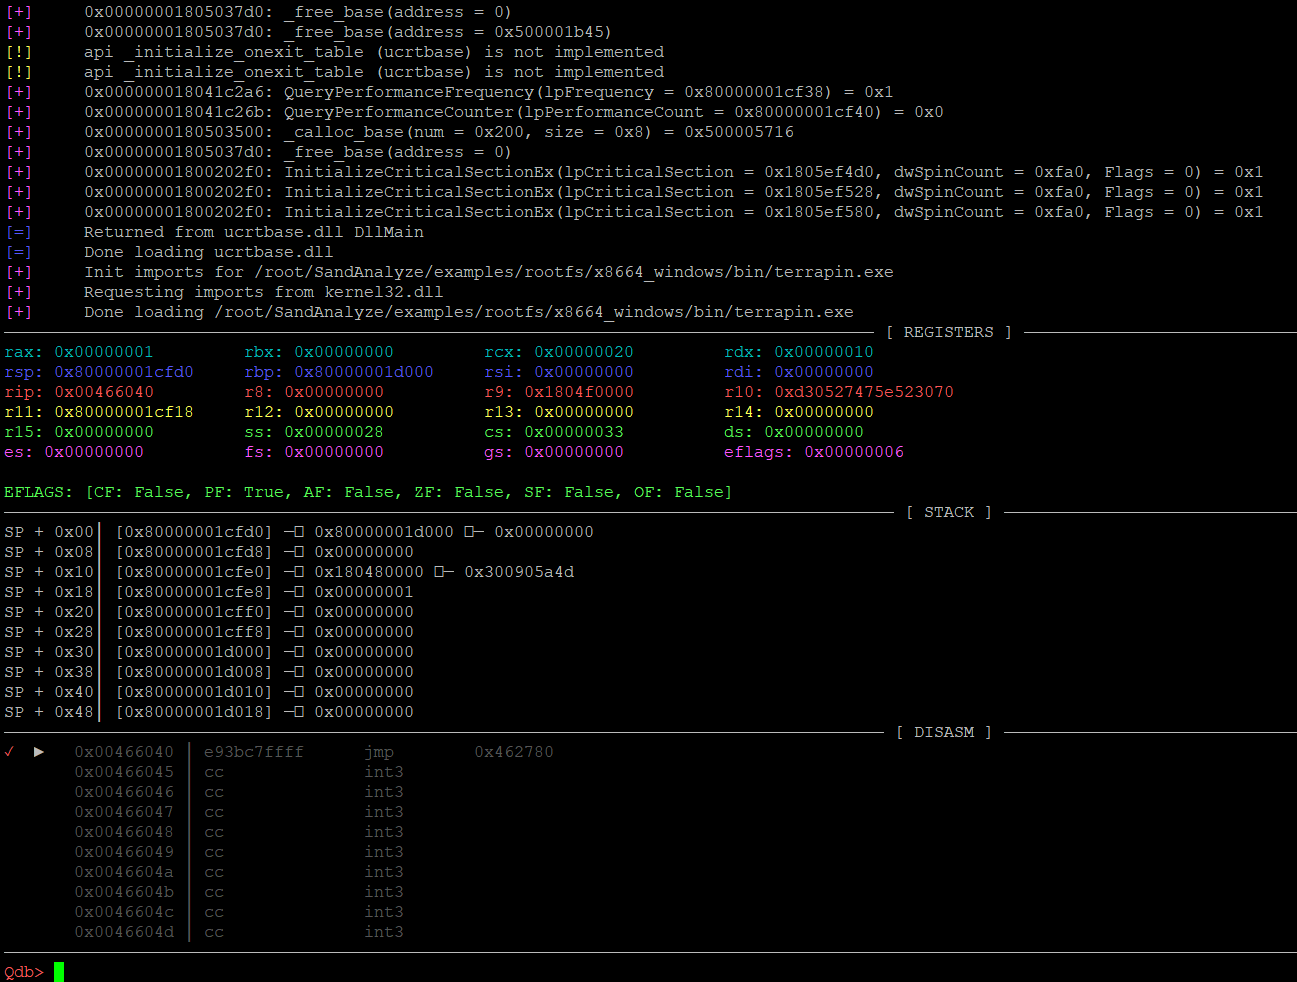 [+]     0x00000001805037d0: _free_base(address = 0)
[+]     0x00000001805037d0: _free_base(address = 0x500001b45)
[!]     api _initialize_onexit_table (ucrtbase) is not implemented
[!]     api _initialize_onexit_table (ucrtbase) is not implemented
[+]     0x000000018041c2a6: QueryPerformanceFrequency(lpFrequency = 0x80000001cf38) = 0x1
[+]     0x000000018041c26b: QueryPerformanceCounter(lpPerformanceCount = 0x80000001cf40) = 0x0
[+]     0x0000000180503500: _calloc_base(num = 0x200, size = 0x8) = 0x500005716
[+]     0x00000001805037d0: _free_base(address = 0)
[+]     0x00000001800202f0: InitializeCriticalSectionEx(lpCriticalSection = 0x1805ef4d0, dwSpinCount = 0xfa0, Flags = 0) = 0x1
[+]     0x00000001800202f0: InitializeCriticalSectionEx(lpCriticalSection = 0x1805ef528, dwSpinCount = 0xfa0, Flags = 0) = 0x1
[+]     0x00000001800202f0: InitializeCriticalSectionEx(lpCriticalSection = 0x1805ef580, dwSpinCount = 0xfa0, Flags = 0) = 0x1
[=]     Returned from ucrtbase.dll DllMain
[=]     Done loading ucrtbase.dll
[+]     Init imports for /root/SandAnalyze/examples/rootfs/x8664_windows/bin/terrapin.exe
[+]     Requesting imports from kernel32.dll
[+]     Done loading /root/SandAnalyze/examples/rootfs/x8664_windows/bin/terrapin.exe
[ REGISTERS ]
rax: 0x00000001         rbx: 0x00000000         rcx: 0x00000020         rdx: 0x00000010
rsp: 0x80000001cfd0     rbp: 0x80000001d000     rsi: 0x00000000         rdi: 0x00000000
rip: 0x00466040         r8: 0x00000000          r9: 0x1804f0000         r10: 0xd30527475e523070
r11: 0x80000001cf18     r12: 0x00000000         r13: 0x00000000         r14: 0x00000000
r15: 0x00000000         ss: 0x00000028          cs: 0x00000033          ds: 0x00000000
es: 0x00000000          fs: 0x00000000          gs: 0x00000000          eflags: 0x00000006
EFLAGS: [CF: False, PF: True, AF: False, ZF: False, SF: False, OF: False]
[ STACK ]
SP + 0x00│ [0x80000001cfd0] ─□ 0x80000001d000 □─ 0x00000000
SP + 0x08│ [0x80000001cfd8] ─□ 0x00000000
SP + 0x10│ [0x80000001cfe0] ─□ 0x180480000 □─ 0x300905a4d
SP + 0x18│ [0x80000001cfe8] ─□ 0x00000001
SP + 0x20│ [0x80000001cff0] ─□ 0x00000000
SP + 0x28│ [0x80000001cff8] ─□ 0x00000000
SP + 0x30│ [0x80000001d000] ─□ 0x00000000
SP + 0x38│ [0x80000001d008] ─□ 0x00000000
SP + 0x40│ [0x80000001d010] ─□ 0x00000000
SP + 0x48│ [0x80000001d018] ─□ 0x00000000
[ DISASM ]
✓  ►   0x00466040 │ e93bc7ffff      jmp        0x462780
0x00466045 │ cc              int3
0x00466046 │ cc              int3
0x00466047 │ cc              int3
0x00466048 │ cc              int3
0x00466049 │ cc              int3
0x0046604a │ cc              int3
0x0046604b │ cc              int3
0x0046604c │ cc              int3
0x0046604d │ cc              int3
Qdb>